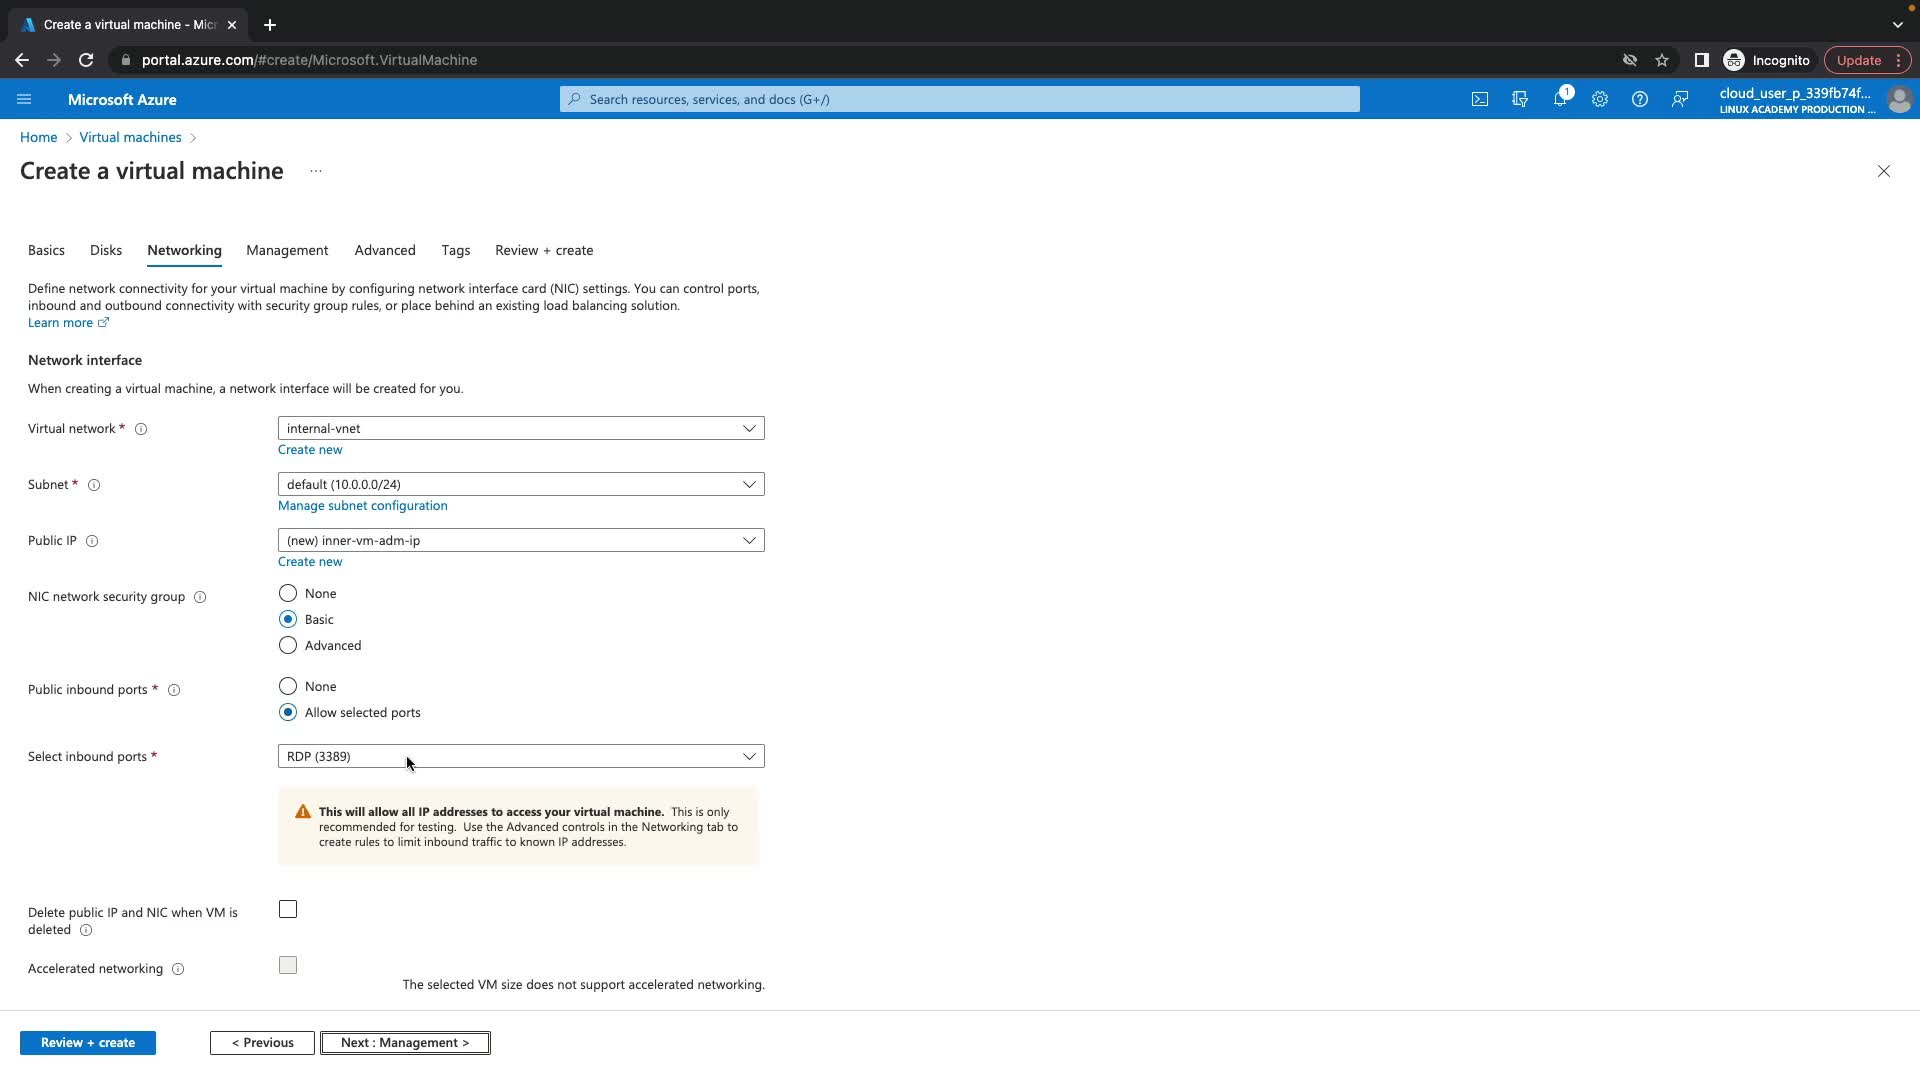 Create a virtual machine - Mic
portal.azure.com/#create/Microsoft.VirtualMachine
Incognito
Update
Microsoft Azure
Search resources, services, and docs (G+/)
1
cloud_user_p_339fb74f...
LINUX ACADEMY PRODUCTION ...
Home > Virtual machines >
Create a virtual machine ...
Basics Disks Networking Management Advanced Tags Review + create
Define network connectivity for your virtual machine by configuring network interface card (NIC) settings. You can control ports,
inbound and outbound connectivity with security group rules, or place behind an existing load balancing solution.
Learn more
Network interface
When creating a virtual machine, a network interface will be created for you.
Virtual network * internal-vnet
Create new
Subnet * default (10.0.0.0/24)
Manage subnet configuration
Public IP (new) inner-vm-adm-ip
Create new
NIC network security group None
Basic
Advanced
Public inbound ports * None
Allow selected ports
Select inbound ports * RDP (3389)
This will allow all IP addresses to access your virtual machine. This is only
recommended for testing. Use the Advanced controls in the Networking tab to
create rules to limit inbound traffic to known IP addresses.
Delete public IP and NIC when VM is
deleted
Accelerated networking
The selected VM size does not support accelerated networking.
Review + create < Previous Next : Management >